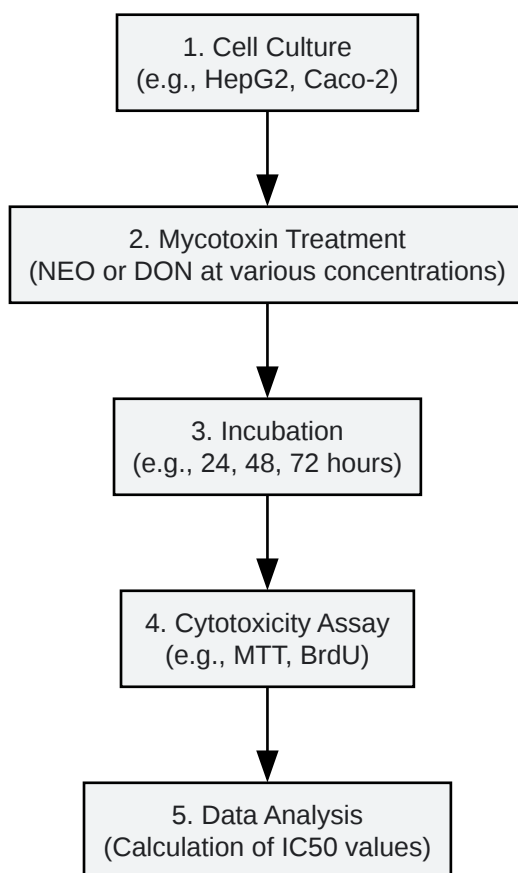 1. Cell Culture
(e.g., HepG2, Caco-2)
2. Mycotoxin Treatment
(NEO or DON at various concentrations)
3. Incubation
(e.g., 24, 48, 72 hours)
4. Cytotoxicity Assay
(e.g., MTT, BrdU)
5. Data Analysis
(Calculation of IC50 values)